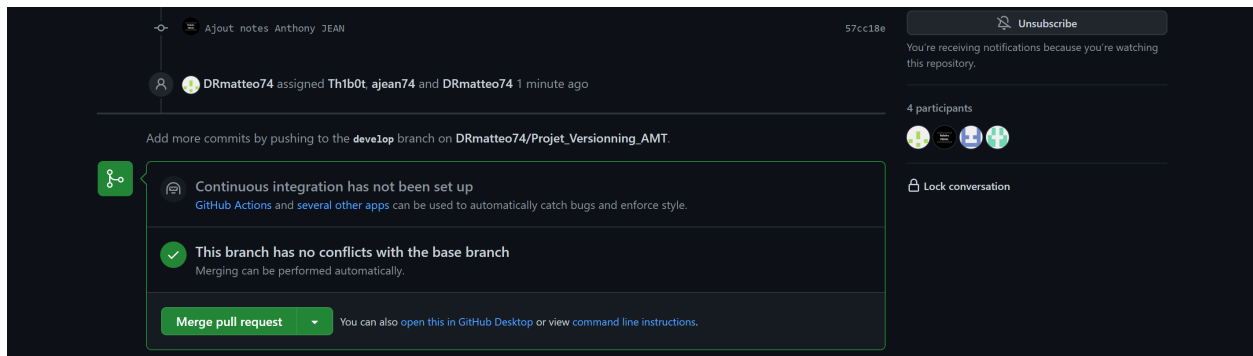 Ajout notes Anthony JEAN
57cc18e
DRmatteo74 assigned Th1b0t, ajean74 and DRmatteo74 1 minute ago
Add more commits by pushing to the develop branch on DRmatteo74/Projet_Versionning_AMT.
Continuous integration has not been set up
GitHub Actions and several other apps can be used to automatically catch bugs and enforce style.
This branch has no conflicts with the base branch
Merging can be performed automatically.
Merge pull request
You can also open this in GitHub Desktop or view command line instructions.
Unsubscribe
You're receiving notifications because you're watching
this repository.
4 participants
Lock conversation